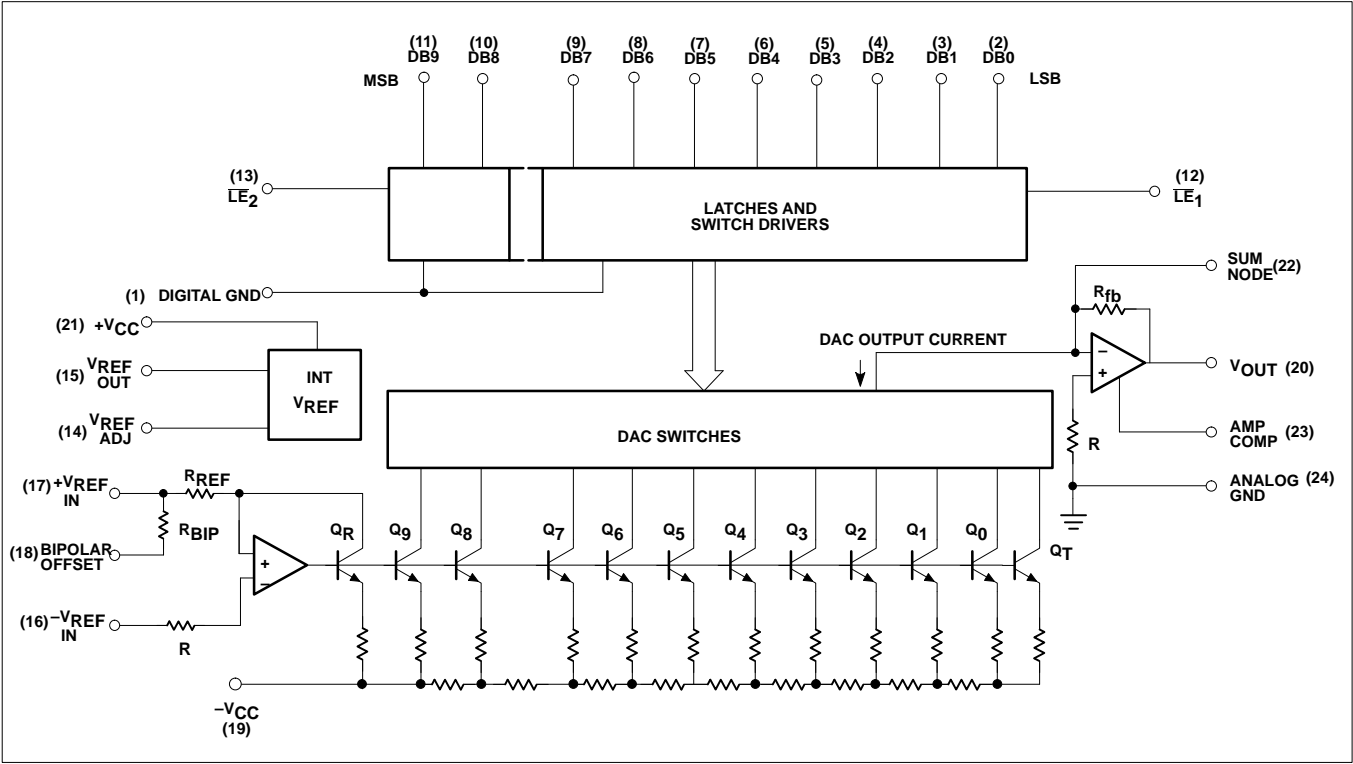 (11) (10) (9) (8) (7) (6) (5) (4) (3) (2)
DB9 DB8 DB7 DB6 DB5 DB4 DB3 DB2 DB1 DB0
MSB LSB
(13)
LE2
(12)
LE1
LATCHES AND
SWITCH DRIVERS
(1) DIGITAL GND
SUM
NODE (22)
Rfb
(21) +VCC
DAC OUTPUT CURRENT
INT
VREF
(15) VREF
OUT
−
+
VOUT (20)
(14) VREF
ADJ
DAC SWITCHES
AMP
COMP (23)
R
(17) +VREF
IN
RREF
ANALOG (24)
GND
RBIP
(18) BIPOLAR
OFFSET
QR Q9 Q8 Q7 Q6 Q5 Q4 Q3 Q2 Q1 Q0
QT
+
−
(16) −VREF
IN
R
−VCC
(19)